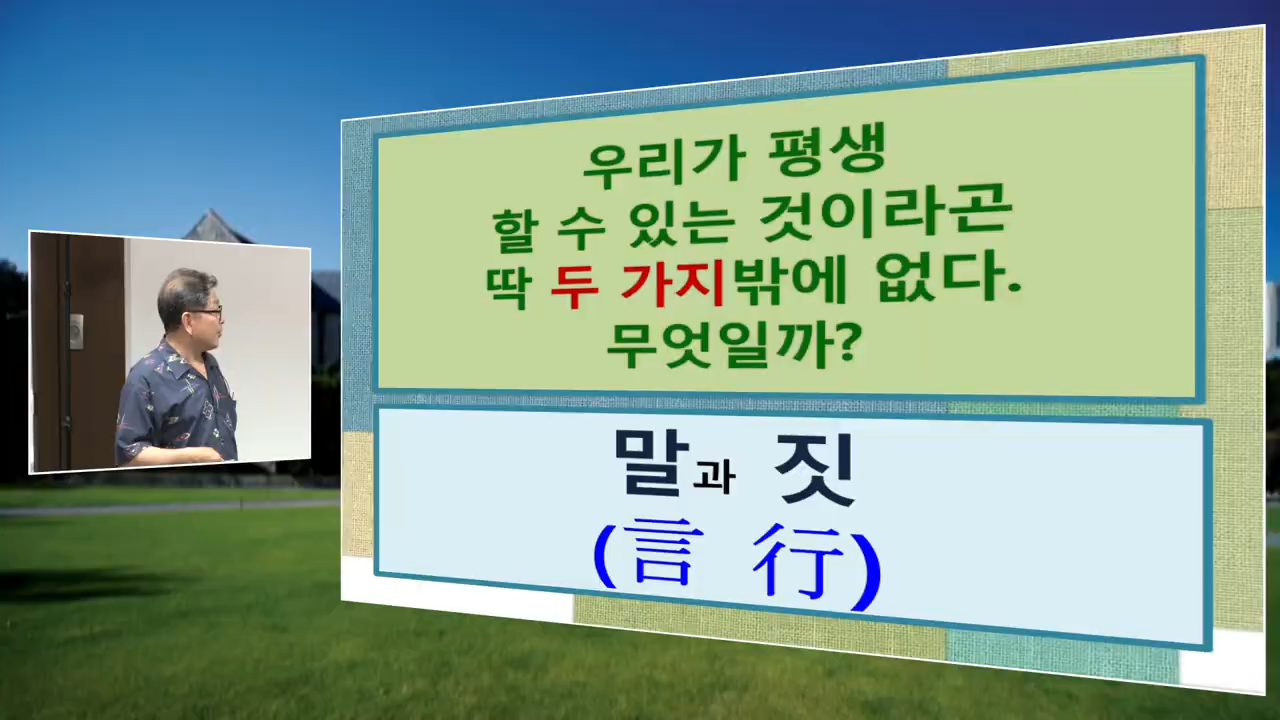 우리가 평생
할 수 있는 것이라곤
딱 두 가지밖에 없다.
무엇일까?
말과 짓
(言 行)